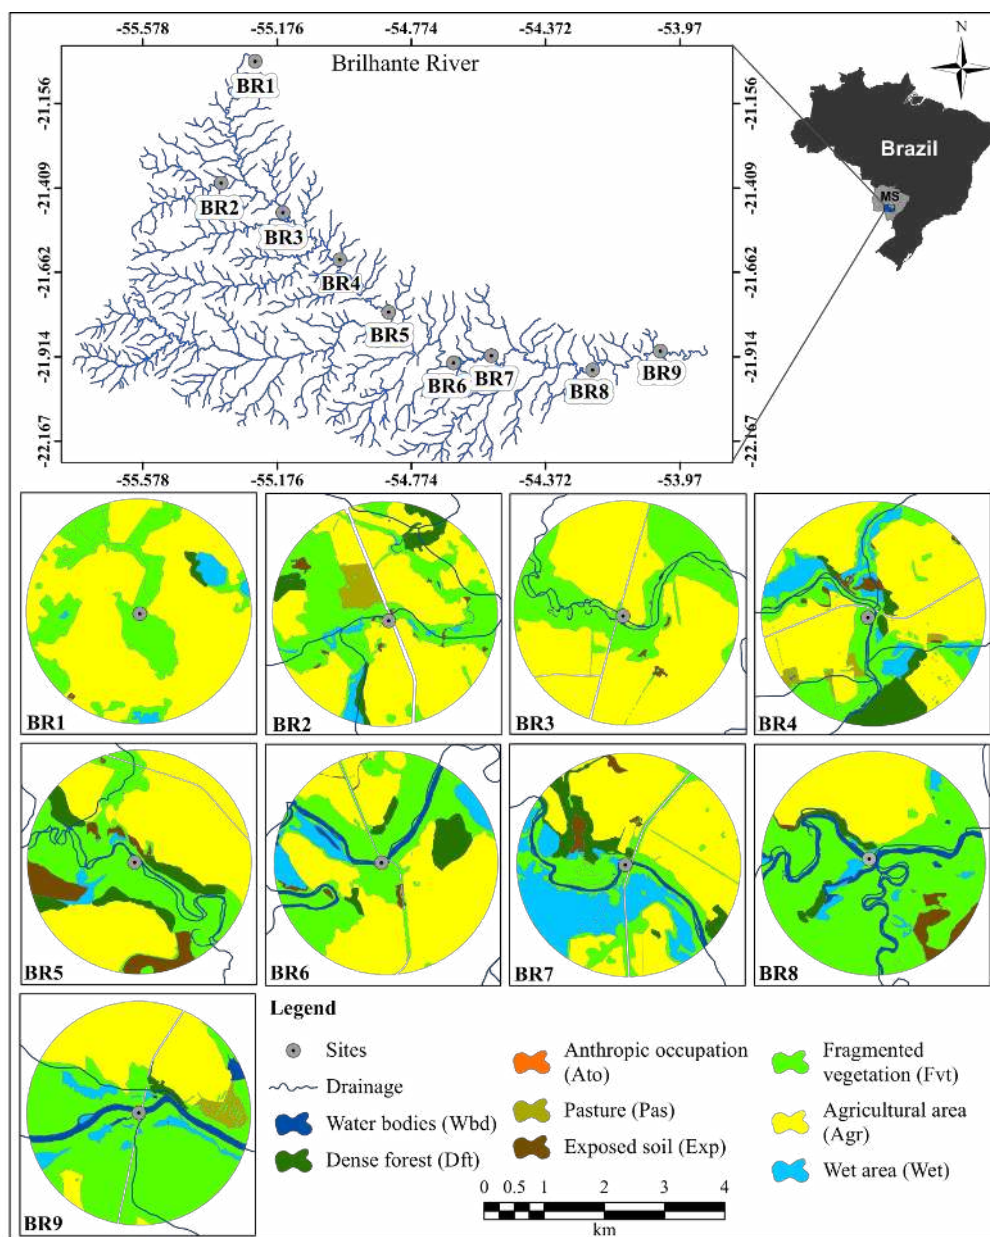 -55.578 -55.176 -54.774 -54.372 -53.97
N
Brilhante River
-21.156
-21.409
-21.662
-21.914
-22.167
BR1
BR2
BR3
BR4
BR5
BR6
BR7
BR8
BR9
-21.156
-21.409
-21.662
-21.914
-22.167
Brazil
MS
-55.578 -55.176 -54.774 -54.372 -53.97
BR1
BR2
BR3
BR4
BR5
BR6
BR7
BR8
BR9
Legend
Sites
Drainage
Water bodies (Wbd)
Dense forest (Dft)
Anthropic occupation
(Ato)
Pasture (Pas)
Exposed soil (Exp)
Fragmented
vegetation (Fvt)
Agricultural area
(Agr)
Wet area (Wet)
0 0.5 1 2 3 4
km